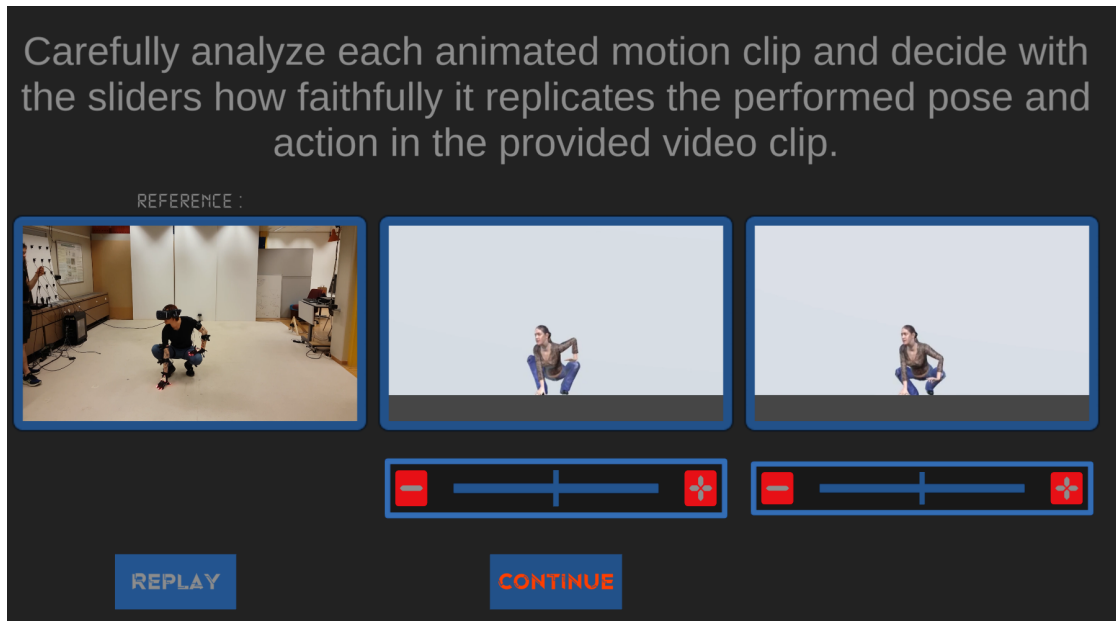 Carefully analyze each animated motion clip and decide with
the sliders how faithfully it replicates the performed pose and
action in the provided video clip.
REFERENCE :
REPLAY
CONTINUE